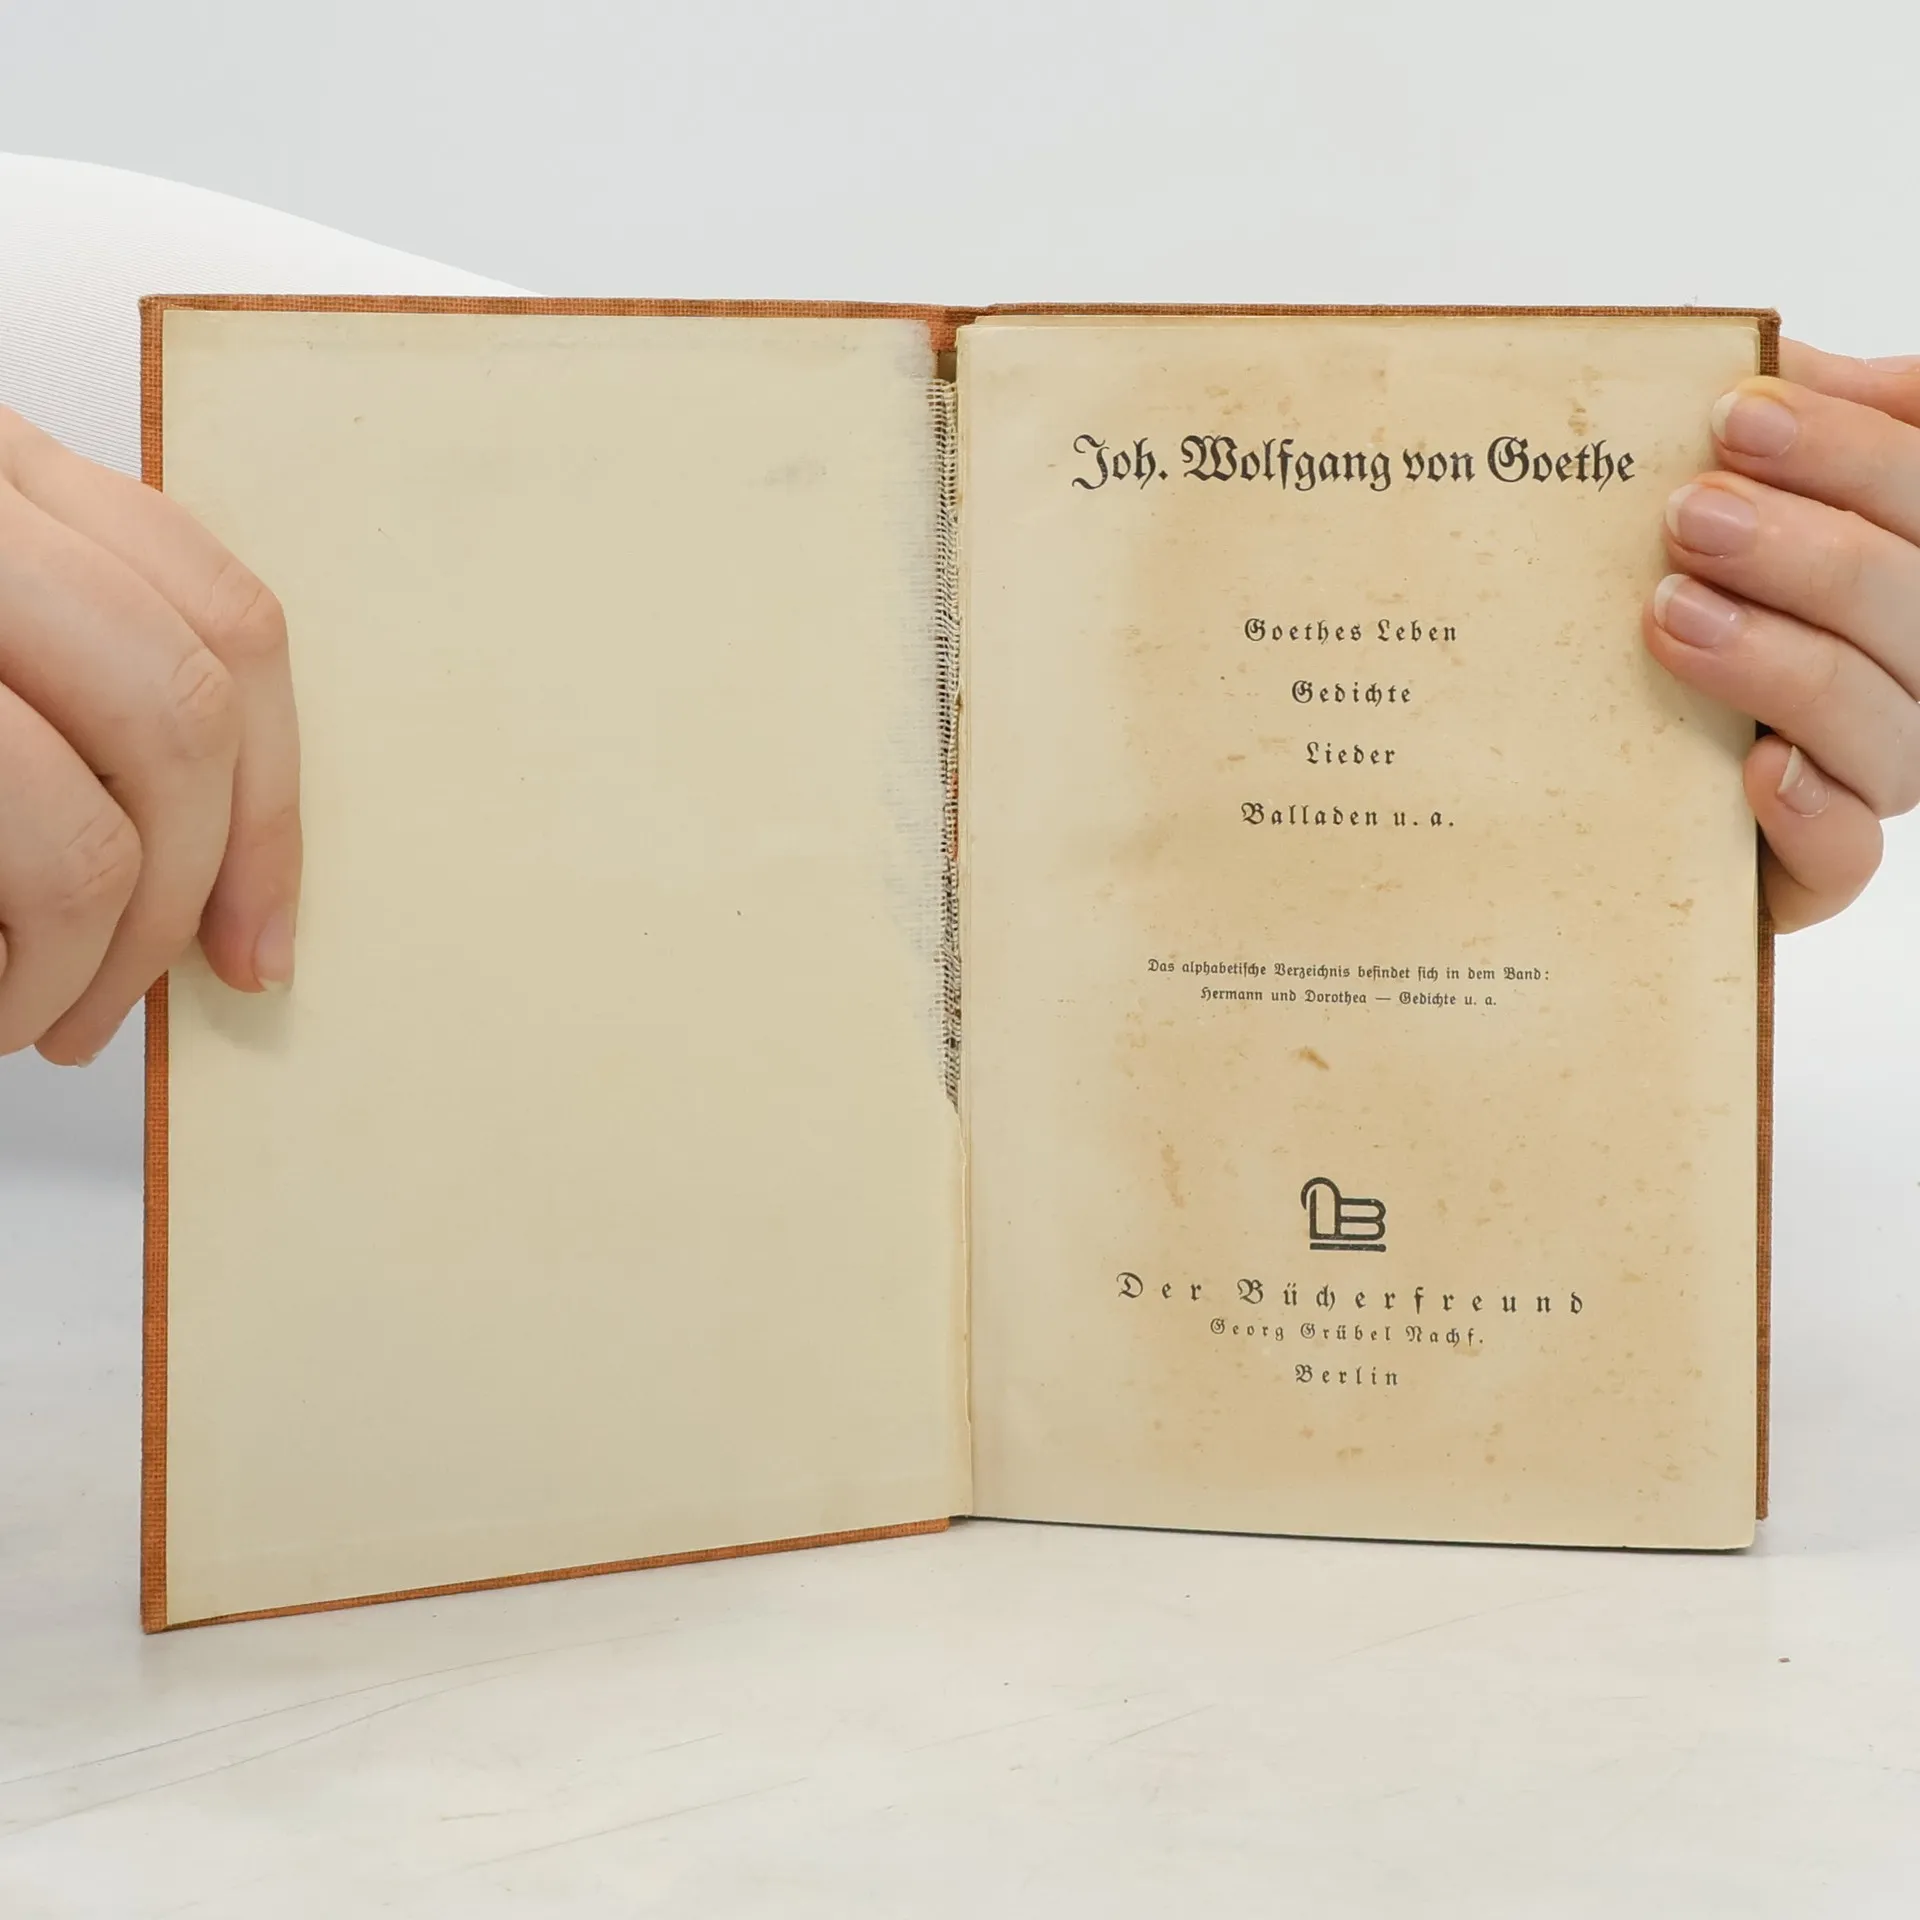 Joh. Wolfgang von Goethe
Goethes Leben
Gedichte
Lieder
Balladen u. a.
Das alphabetische Verzeichnis befindet sich in dem Band:
Hermann und Dorothea — Gedichte u. a.
Der Bücherfreund
Georg Grübel Nachf.
Berlin